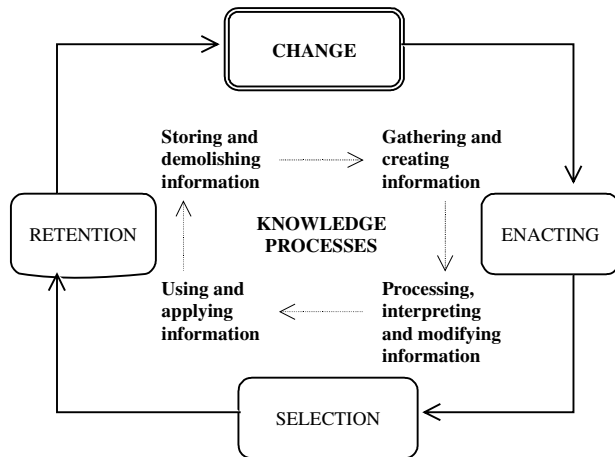 CHANGE
Storing and
demolishing
information
Gathering and
creating
information
RETENTION
KNOWLEDGE
PROCESSES
ENACTING
Using and
applying
information
Processing,
interpreting
and modifying
information
SELECTION